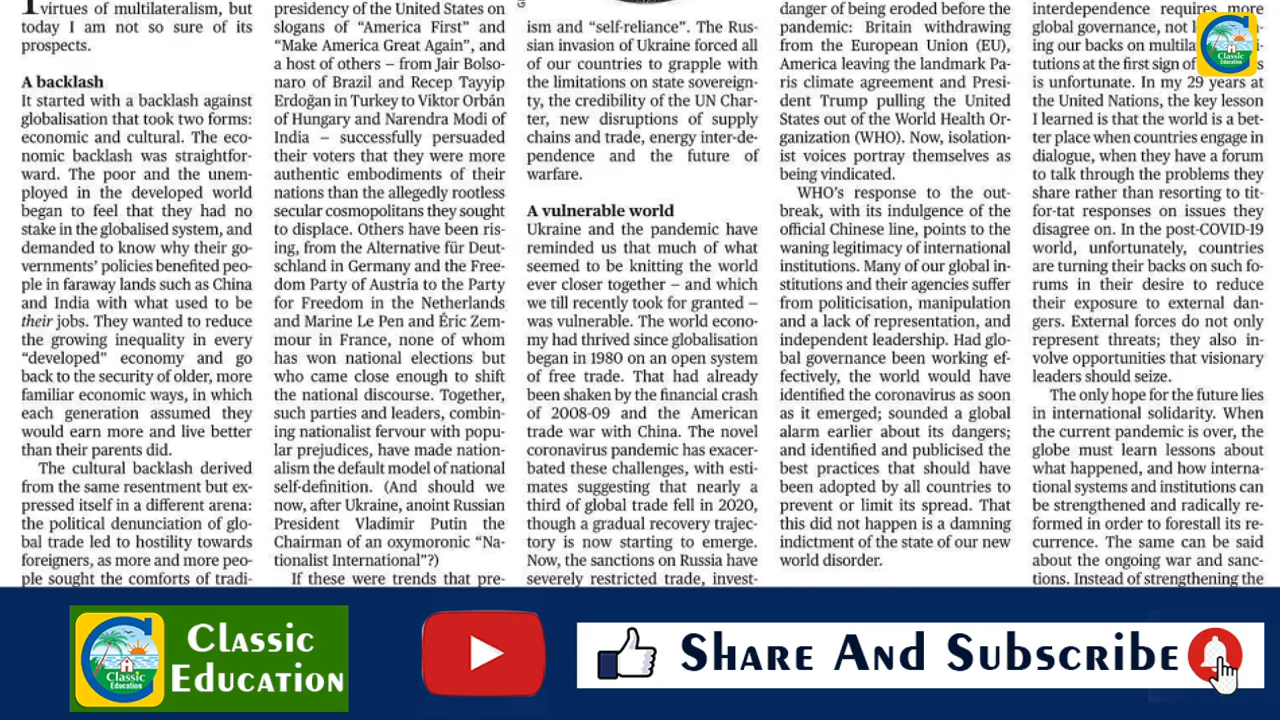 virtues of multilateralism, but
today I am not so sure of its
prospects.
A backlash
It started with a backlash against
globalisation that took two forms:
economic and cultural. The eco-
nomic backlash was straightfor-
ward. The poor and the unem-
ployed in the developed world
began to feel that they had no
stake in the globalised system, and
demanded to know why their go-
vernments’ policies benefited peo-
ple in faraway lands such as China
and India with what used to be
their jobs. They wanted to reduce
the growing inequality in every
“developed” economy and go
back to the security of older, more
familiar economic ways, in which
each generation assumed they
would earn more and live better
than their parents did.
The cultural backlash derived
from the same resentment but ex-
pressed itself in a different arena:
the political denunciation of glo-
bal trade led to hostility towards
foreigners, as more and more peo-
ple sought the comforts of tradi-
presidency of the United States on
slogans of “America First” and
“Make America Great Again”, and
a host of others – from Jair Bolso-
naro of Brazil and Recep Tayyip
Erdoğan in Turkey to Viktor Orbán
of Hungary and Narendra Modi of
India – successfully persuaded
their voters that they were more
authentic embodiments of their
nations than the allegedly rootless
secular cosmopolitans they sought
to displace. Others have been ris-
ing, from the Alternative für Deut-
schland in Germany and the Free-
dom Party of Austria to the Party
for Freedom in the Netherlands
and Marine Le Pen and Éric Zem-
mour in France, none of whom
has won national elections but
who came close enough to shift
the national discourse. Together,
such parties and leaders, combin-
ing nationalist fervour with popu-
lar prejudices, have made nation-
alism the default model of national
self-definition. (And should we
now, after Ukraine, anoint Russian
President Vladimir Putin the
Chairman of an oxymoronic “Na-
tionalist International”?)
If these were trends that pre-
ism and “self-reliance”. The Rus-
sian invasion of Ukraine forced all
of our countries to grapple with
the limitations on state sovereign-
ty, the credibility of the UN Char-
ter, new disruptions of supply
chains and trade, energy inter-de-
pendence and the future of
warfare.
A vulnerable world
Ukraine and the pandemic have
reminded us that much of what
seemed to be knitting the world
ever closer together – and which
we till recently took for granted –
was vulnerable. The world econo-
my had thrived since globalisation
began in 1980 on an open system
of free trade. That had already
been shaken by the financial crash
of 2008-09 and the American
trade war with China. The novel
coronavirus pandemic has exacer-
bated these challenges, with esti-
mates suggesting that nearly a
third of global trade fell in 2020,
though a gradual recovery trajec-
tory is now starting to emerge.
Now, the sanctions on Russia have
severely restricted trade, invest-
danger of being eroded before the
pandemic: Britain withdrawing
from the European Union (EU),
America leaving the landmark Pa-
ris climate agreement and Presi-
dent Trump pulling the United
States out of the World Health Or-
ganization (WHO). Now, isolation-
ist voices portray themselves as
being vindicated.
WHO’s response to the out-
break, with its indulgence of the
official Chinese line, points to the
waning legitimacy of international
institutions. Many of our global in-
stitutions and their agencies suffer
from politicisation, manipulation
and a lack of representation, and
independent leadership. Had glo-
bal governance been working ef-
fectively, the world would have
identified the coronavirus as soon
as it emerged; sounded a global
alarm earlier about its dangers;
and identified and publicised the
best practices that should have
been adopted by all countries to
prevent or limit its spread. That
this did not happen is a damning
indictment of the state of our new
world disorder.
interdependence requires more
global governance, not
ing our backs on
tutions at the first sign of
is unfortunate. In my 29 years at
the United Nations, the key lesson
I learned is that the world is a bet-
ter place when countries engage in
dialogue, when they have a forum
to talk through the problems they
share rather than resorting to tit-
for-tat responses on issues they
disagree on. In the post-COVID-19
world, unfortunately, countries
are turning their backs on such fo-
rums in their desire to reduce
their exposure to external dan-
gers. External forces do not only
represent threats; they also in-
volve opportunities that visionary
leaders should seize.
The only hope for the future lies
in international solidarity. When
the current pandemic is over, the
globe must learn lessons about
what happened, and how interna-
tional systems and institutions can
be strengthened and radically re-
formed in order to forestall its re-
currence. The same can be said
about the ongoing war and sanc-
tions. Instead of strengthening the
Classic
Education
Classic
Education
Classic
Education
Share And Subscribe